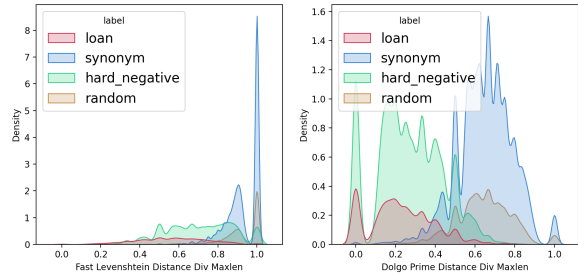 label
loan
synonym
hard_negative
random
Density
8
7
6
5
4
3
2
1
0
0.0 0.2 0.4 0.6 0.8 1.0
Fast Levenshtein Distance Div Maxlen
label
loan
synonym
hard_negative
random
Density
1.6
1.4
1.2
1.0
0.8
0.6
0.4
0.2
0.0
0.0 0.2 0.4 0.6 0.8 1.0
Dolgo Prime Distance Div Maxlen